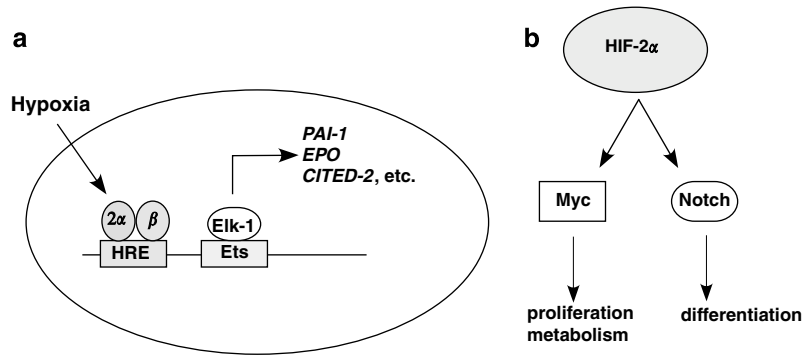 a
Hypoxia
PAI-1
EPO
CITED-2, etc.
2α
β
Elk-1
HRE
Ets
b
HIF-2α
Myc
Notch
proliferation
metabolism
differentiation